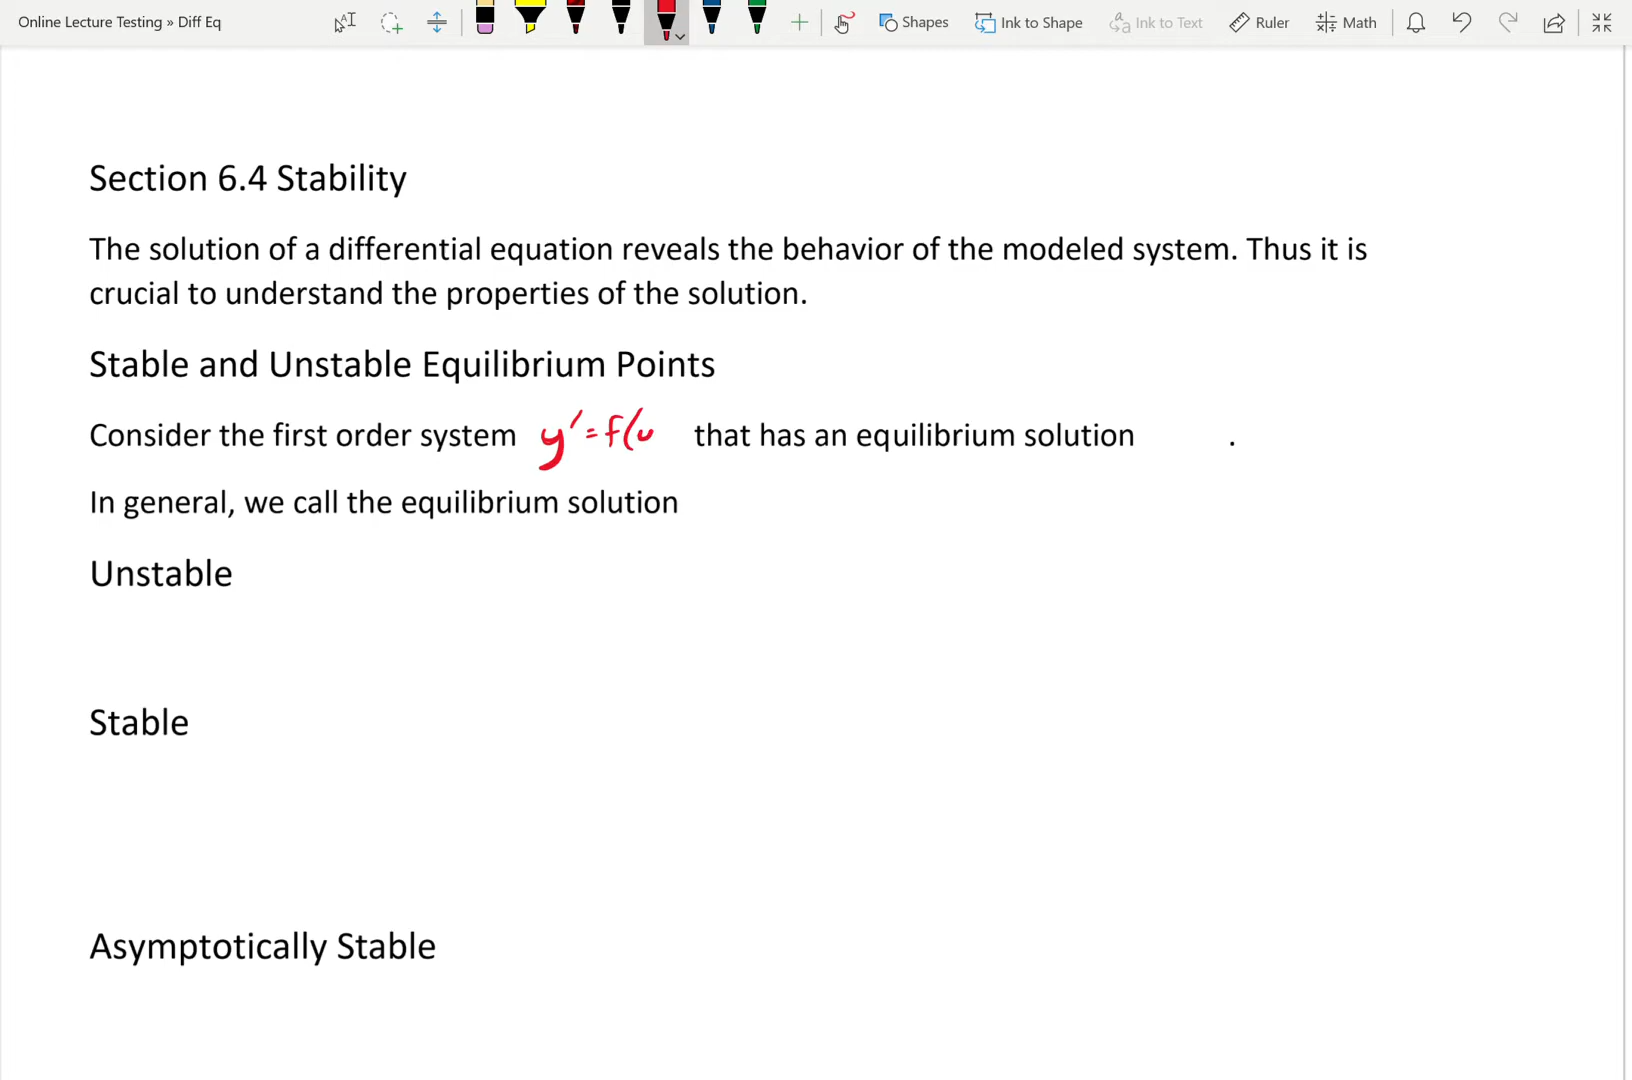 Online Lecture Testing » Diff Eq
Shapes Ink to Shape Ink to Text Ruler Math
Section 6.4 Stability
The solution of a differential equation reveals the behavior of the modeled system. Thus it is
crucial to understand the properties of the solution.
Stable and Unstable Equilibrium Points
Consider the first order system y' = f(u that has an equilibrium solution .
In general, we call the equilibrium solution
Unstable
Stable
Asymptotically Stable